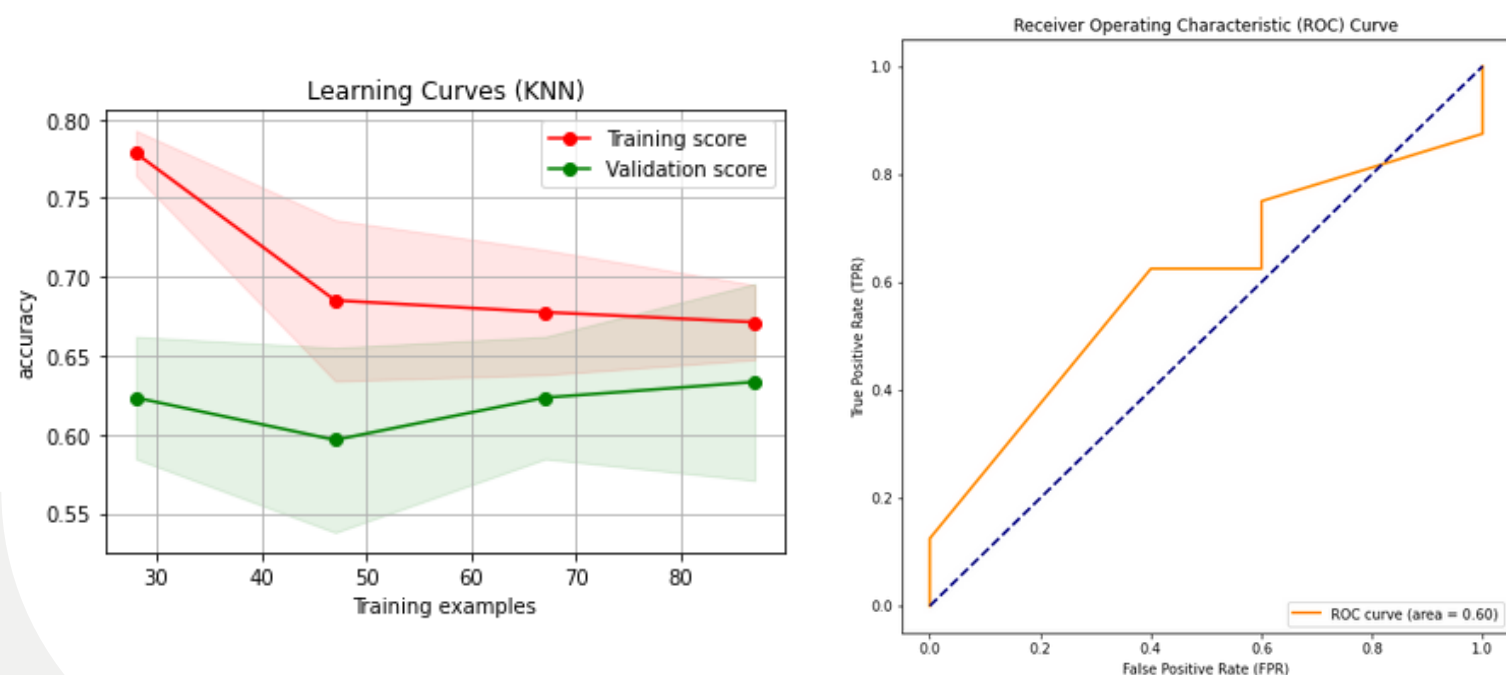 Learning Curves (KNN)
0.80
0.75
0.70
0.65
0.60
0.55
accuracy
Training score
Validation score
30 40 50 60 70 80
Training examples
Receiver Operating Characteristic (ROC) Curve
1.0
0.8
0.6
0.4
0.2
0.0
True Positive Rate (TPR)
ROC curve (area = 0.60)
0.0 0.2 0.4 0.6 0.8 1.0
False Positive Rate (FPR)